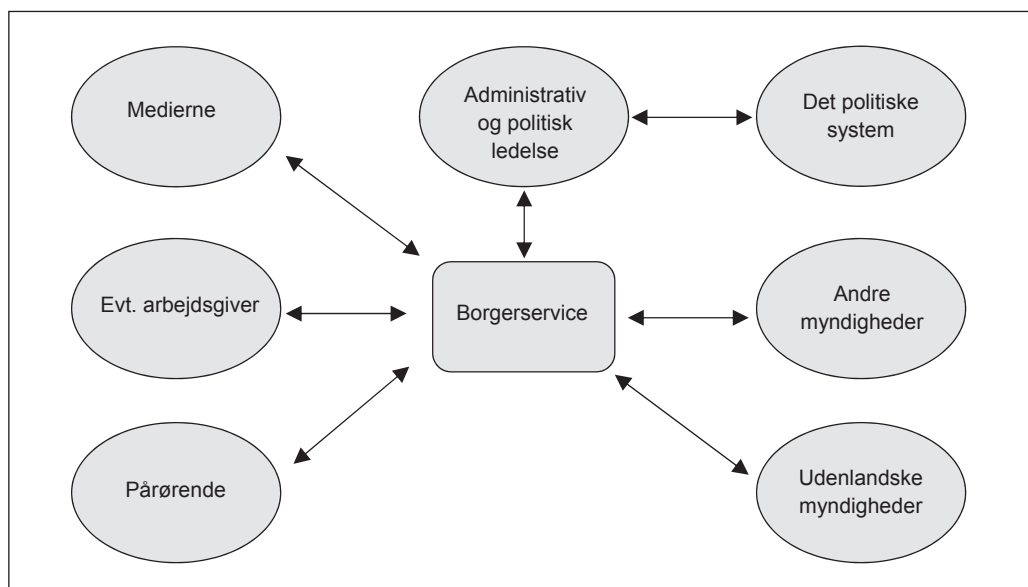 Medierne
Administrativ
og politisk
ledelse
Det politiske
system
Evt. arbejdsgiver
Borgerservice
Andre
myndigheder
Pårørende
Udenlandske
myndigheder